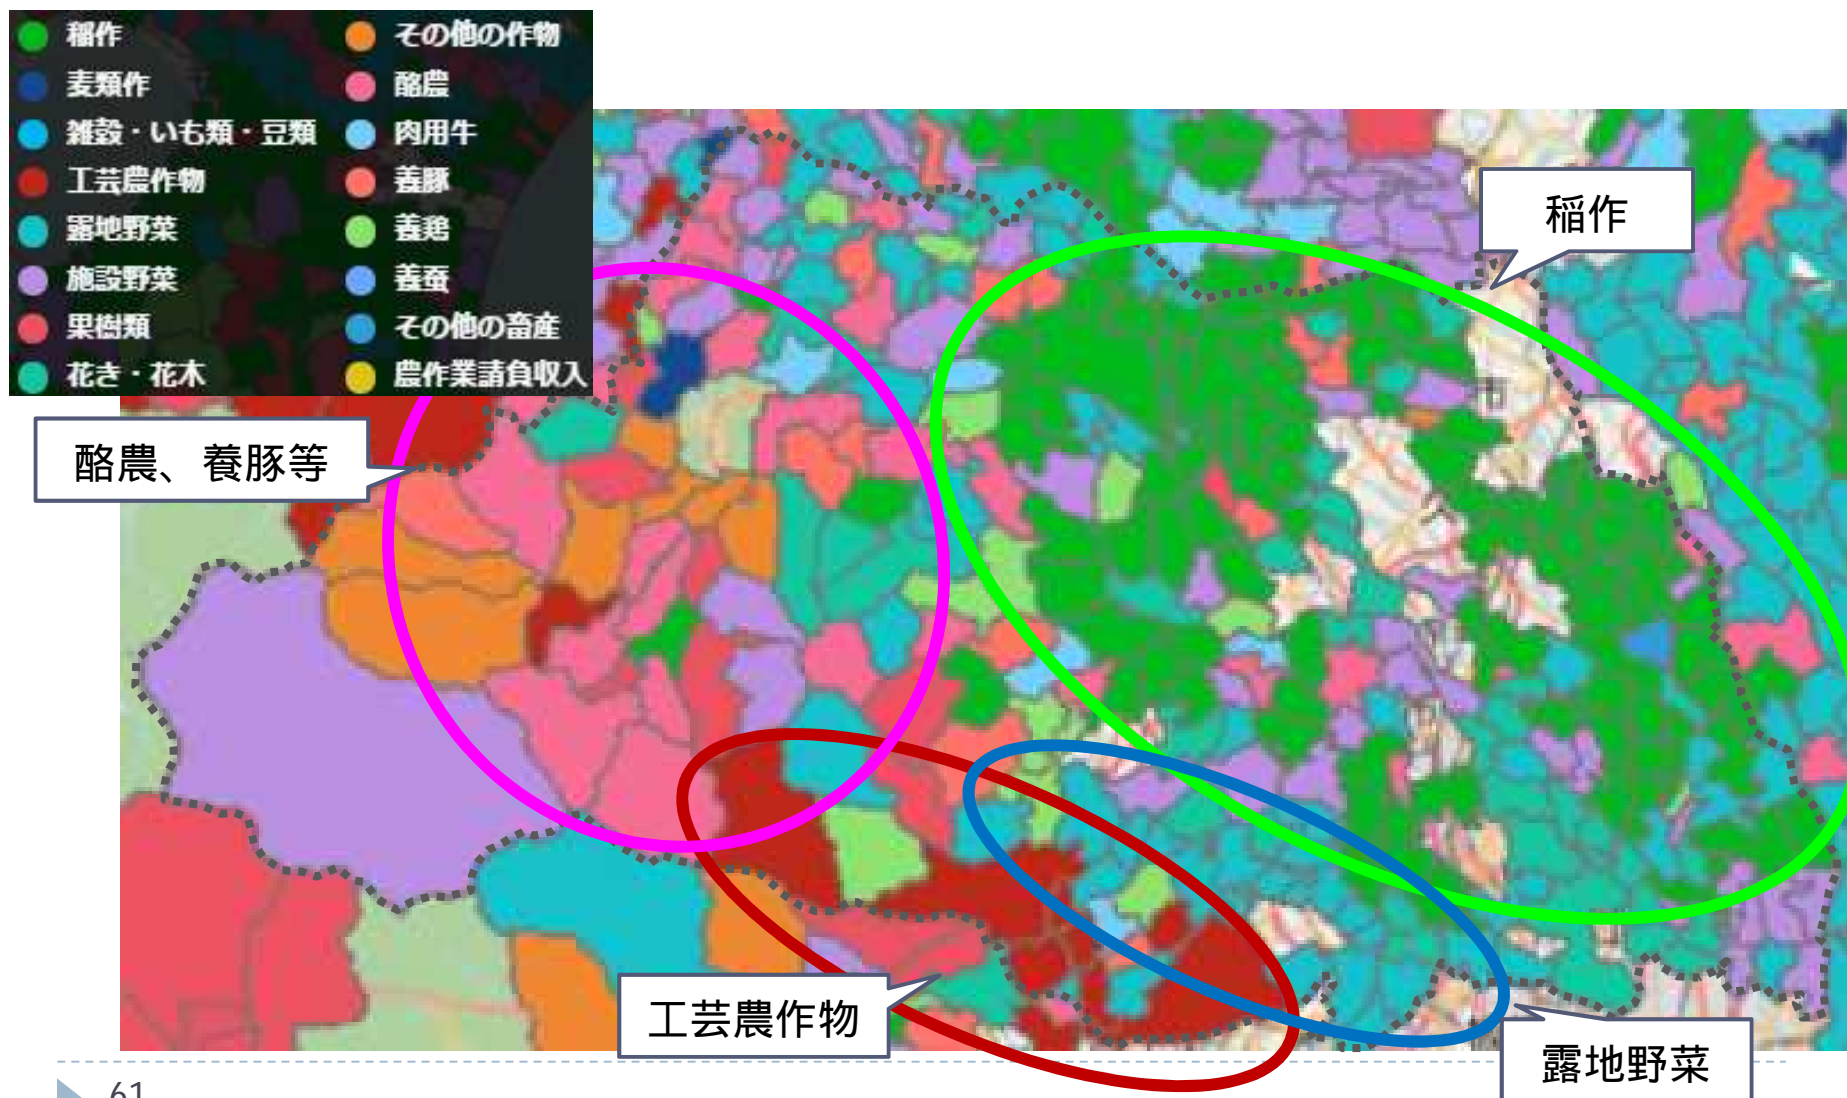 稲作
麦類作
雑穀・いも類・豆類
工芸農作物
露地野菜
施設野菜
果樹類
花き・花木
その他の作物
酪農
肉用牛
養豚
養鶏
養蚕
その他の畜産
農作業請負収入
稲作
市
酪農、養豚等
工芸農作物
露地野菜
61